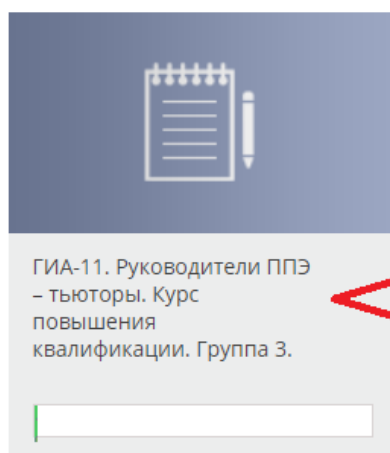 ГИА-11. Руководители ППЭ
– тьюторы. Курс
повышения
квалификации. Группа 3.